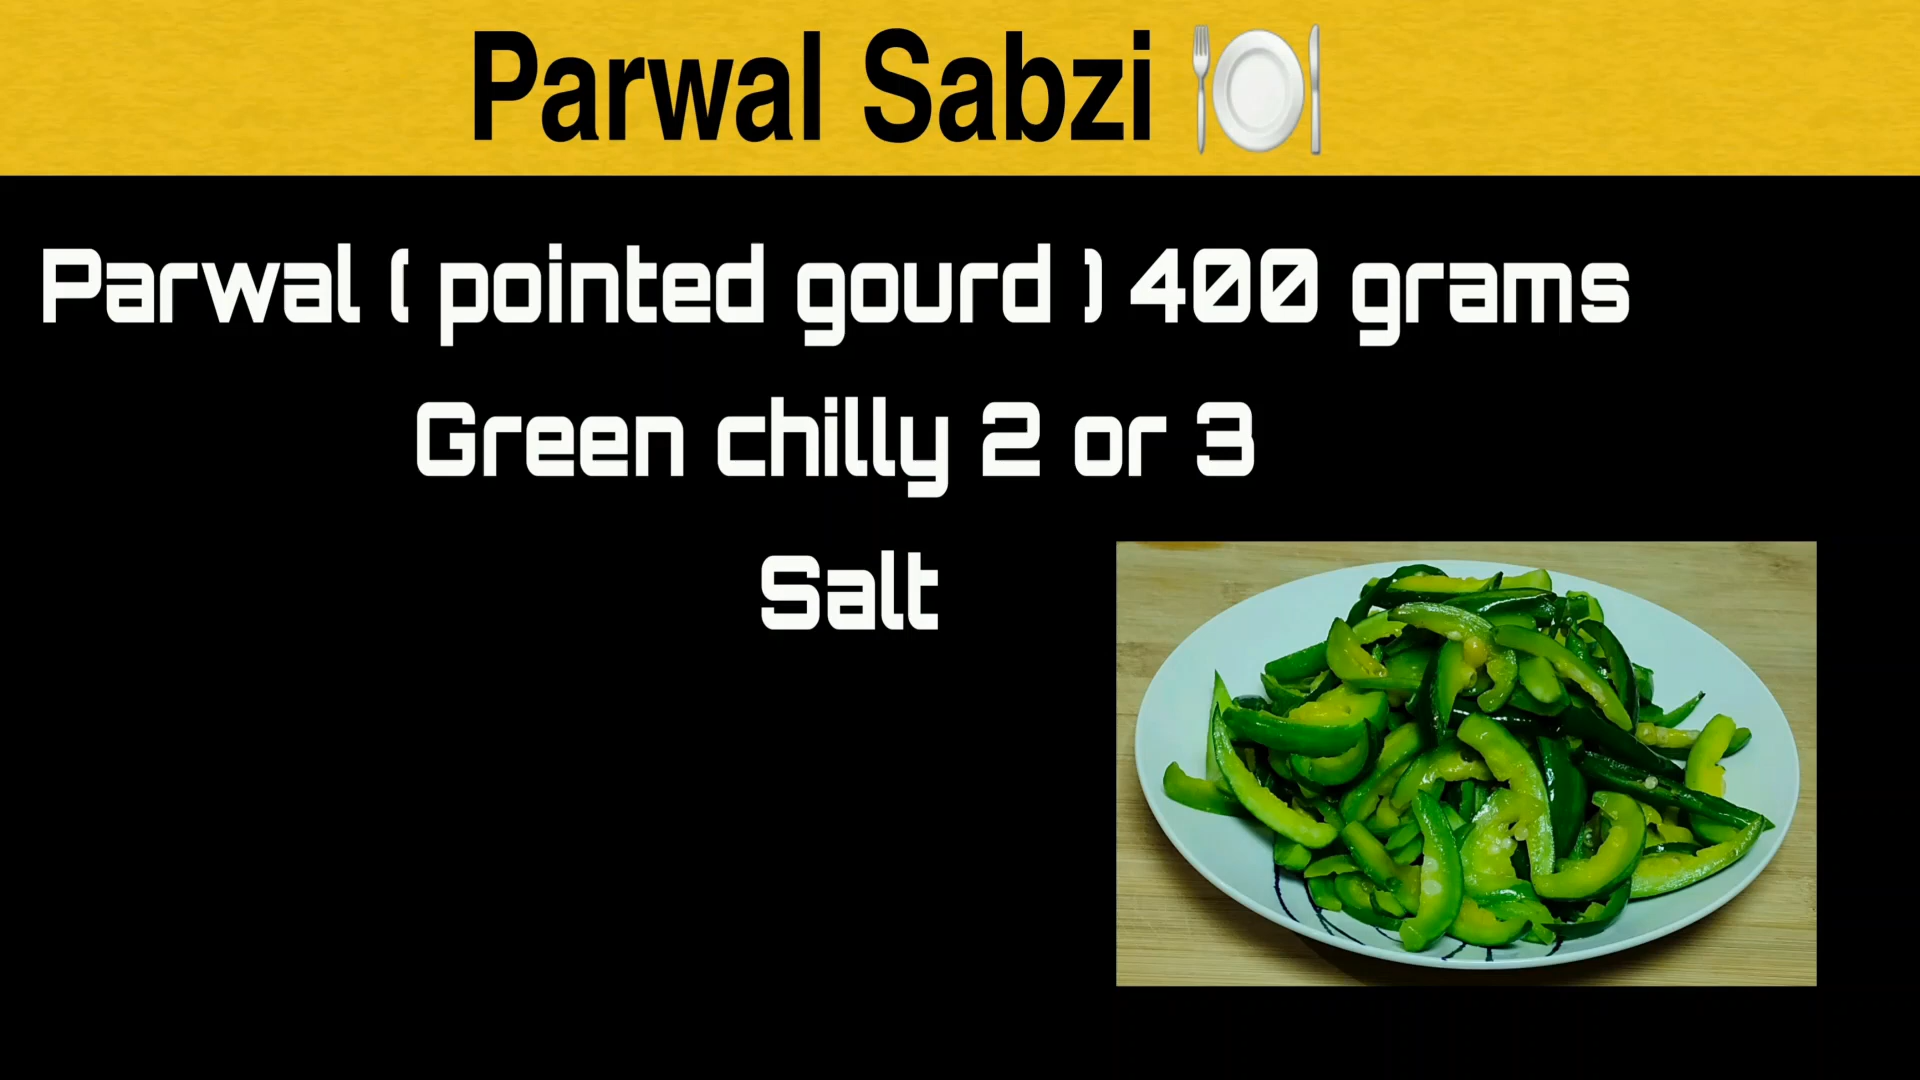 Parwal Sabzi 🍽
Parwal ( pointed gourd ) 400 grams
Green chilly 2 or 3
Salt